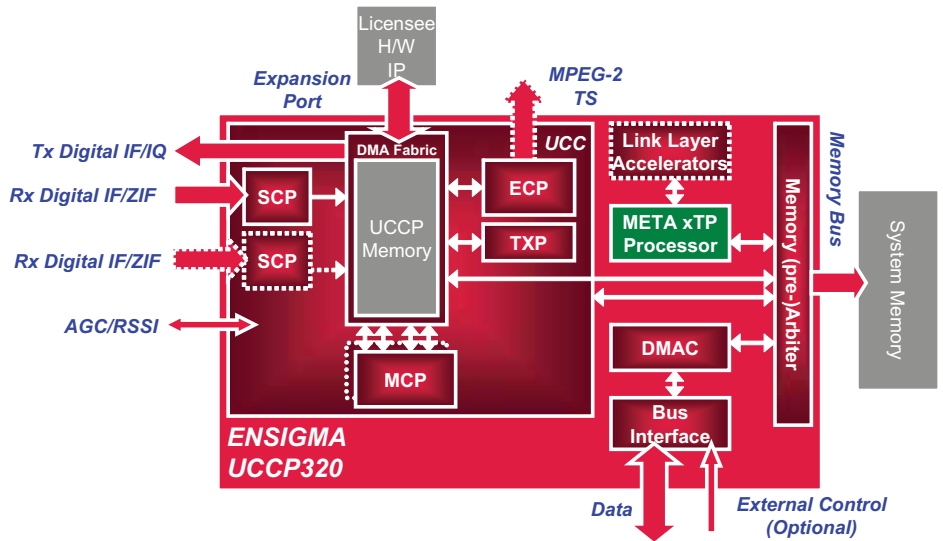 Licensee
H/W
IP
Expansion
Port
MPEG-2
TS
Tx Digital IF/IQ
DMA Fabric
UCC
Link Layer
Accelerators
Rx Digital IF/ZIF
SCP
ECP
UCCP
Memory
META xTP
Processor
TXP
Rx Digital IF/ZIF
SCP
Memory (pre-)Arbiter
Memory Bus
System Memory
AGC/RSSI
DMAC
MCP
Bus
Interface
ENSIGMA
UCCP320
Data
External Control
(Optional)